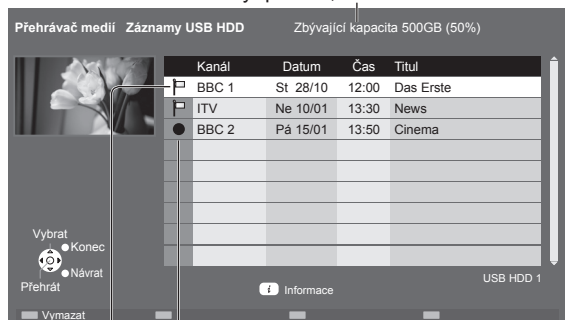 Přehrávač medií Záznamy USB HDD Zbývající kapacita 500GB (50%)
Kanál Datum Čas Titul
BBC 1 St 28/10 12:00 Das Erste
ITV Ne 10/01 13:30 News
BBC 2 Pá 15/01 13:50 Cinema
Vybrat
Konec
Návrat
Přehrát
i Informace
USB HDD 1
Vymazat